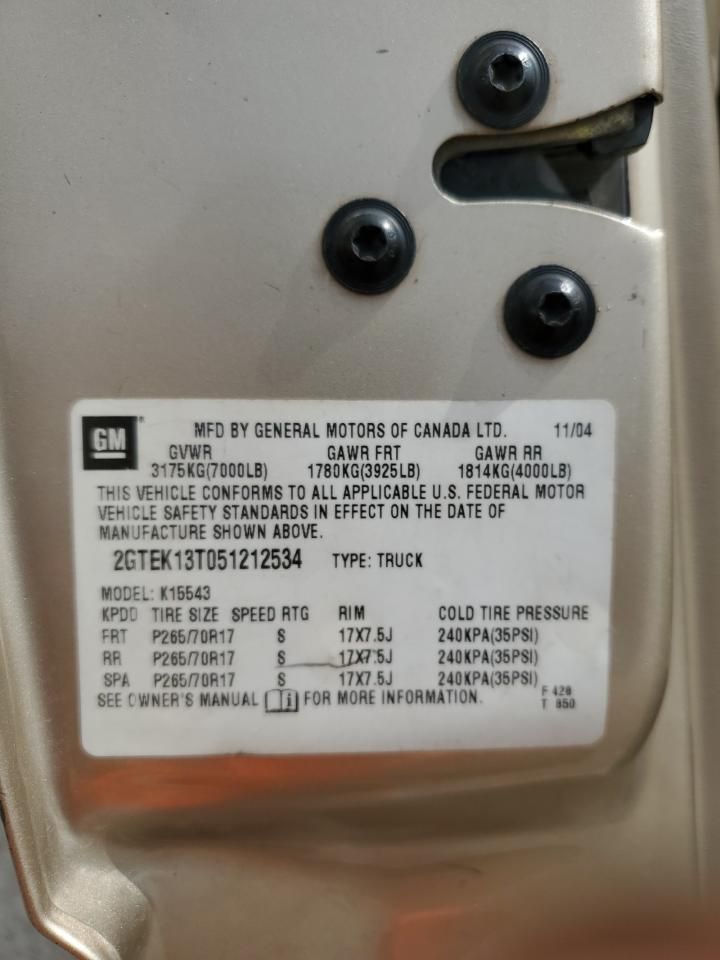 GM MFD BY GENERAL MOTORS OF CANADA LTD. 11/04
GVWR GAWR FRT GAWR RR
3175KG(7000LB) 1780KG(3925LB) 1814KG(4000LB)
THIS VEHICLE CONFORMS TO ALL APPLICABLE U.S. FEDERAL MOTOR
VEHICLE SAFETY STANDARDS IN EFFECT ON THE DATE OF
MANUFACTURE SHOWN ABOVE.
2GTEK13T051212534 TYPE: TRUCK
MODEL: K15543
KPDD TIRE SIZE SPEED RTG RIM COLD TIRE PRESSURE
FRT P265/70R17 S 17X7.5J 240KPA(35PSI)
RR P265/70R17 S 17X7.5J 240KPA(35PSI)
SPA P265/70R17 S 17X7.5J 240KPA(35PSI)
SEE OWNER'S MANUAL i FOR MORE INFORMATION.
F 428
T 850